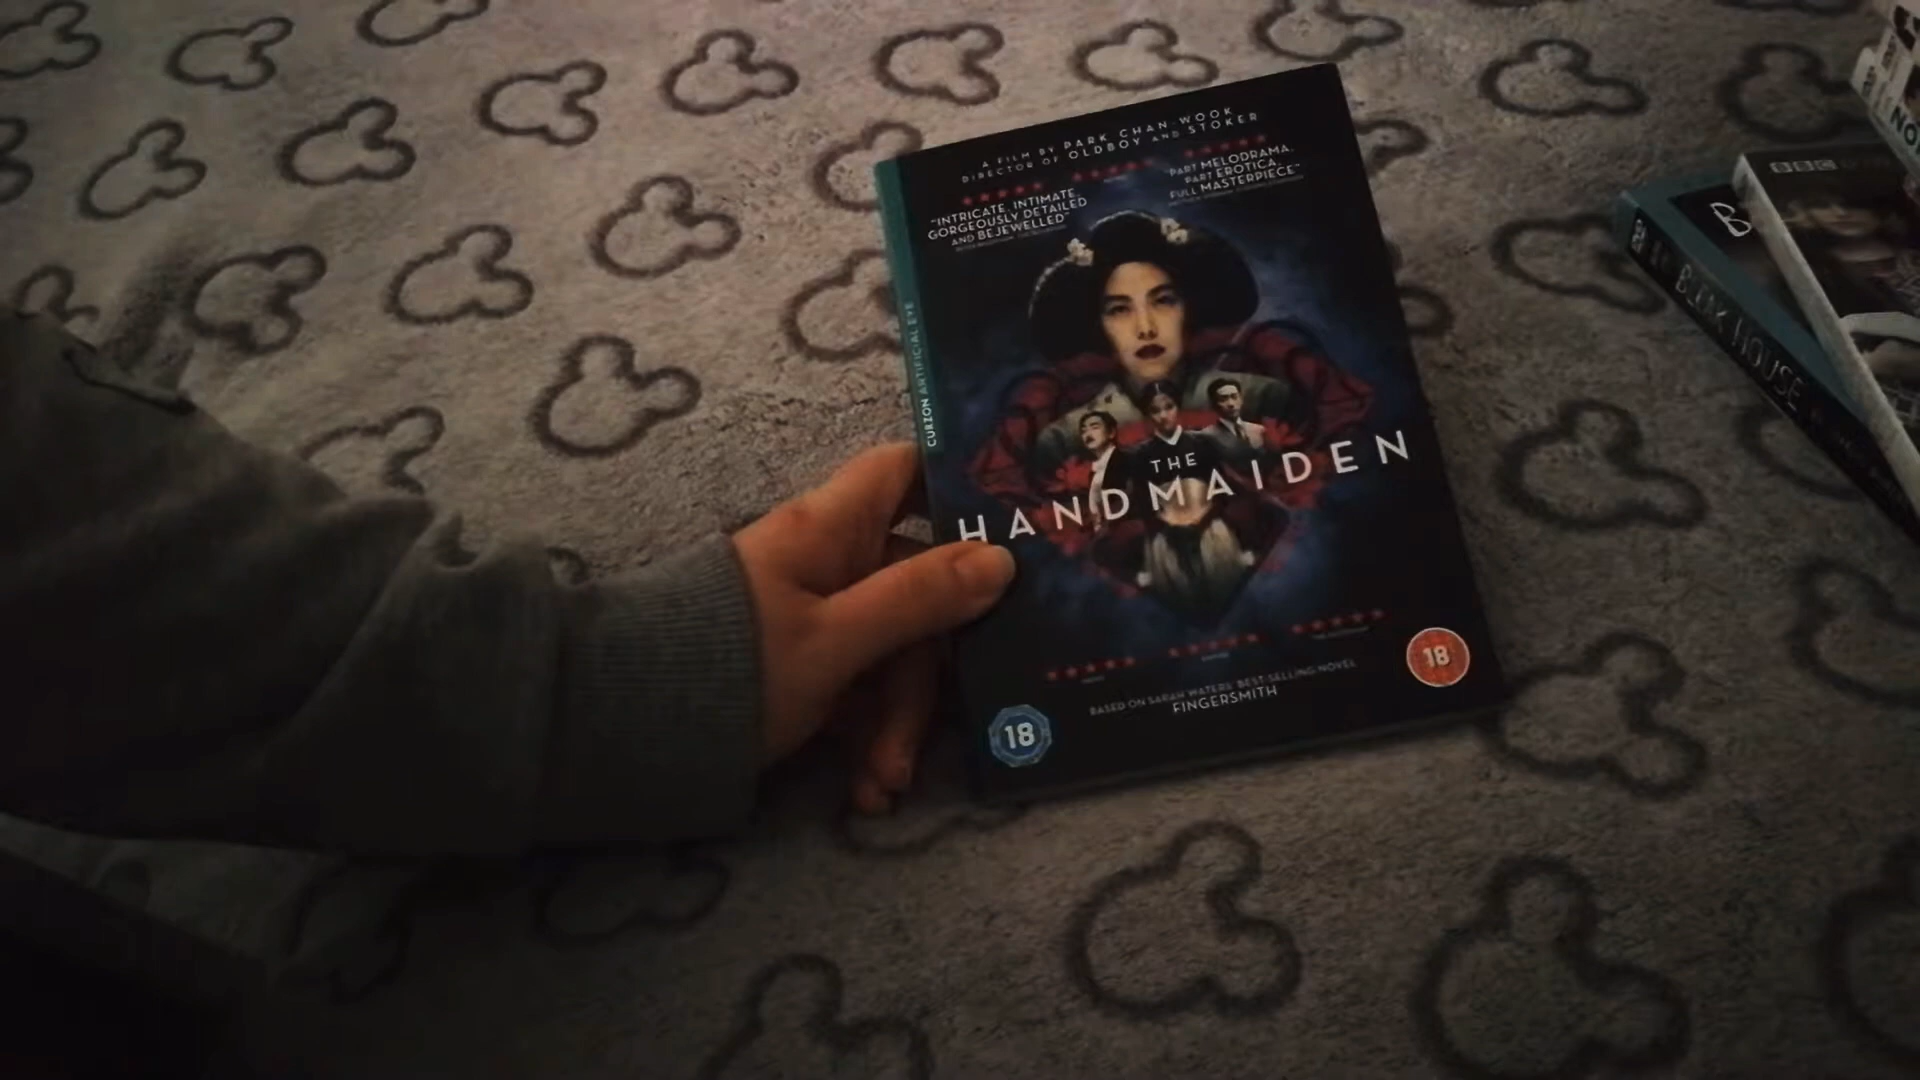 A FILM BY PARK CHAN-WOOK
DIRECTOR OF OLDBOY AND STOKER
"INTRICATE, INTIMATE,
GORGEOUSLY DETAILED
AND BEJEWELLED"
PART MELODRAMA,
PART EROTICA,
FULL MASTERPIECE"
CURZON ARTIFICIAL EYE
THE
HANDMAIDEN
BASED ON SARAH WATERS' BEST-SELLING NOVEL
FINGERSMITH
18
18
BLEAK HOUSE
B
BBC
NO